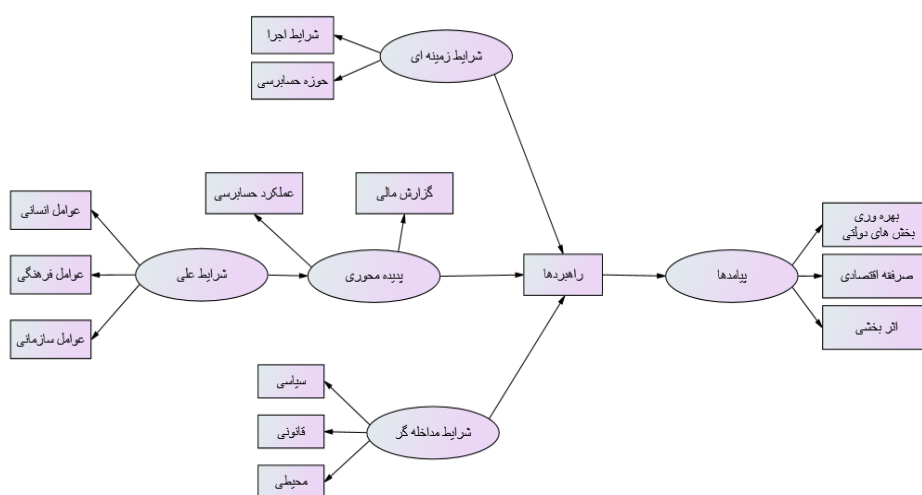 شرایط اجرا
شرایط زمینه ای
حوزه حسابرسی
عملکرد حسابرسی
گزارش مالی
عوامل انسانی
عوامل فرهنگی
عوامل سازمانی
شرایط علی
پدیده محوری
راهبردها
پیامدها
بهره وری
بخش های دولتی
صرفه اقتصادی
اثر بخشی
سیاسی
قانونی
محیطی
شرایط مداخله گر